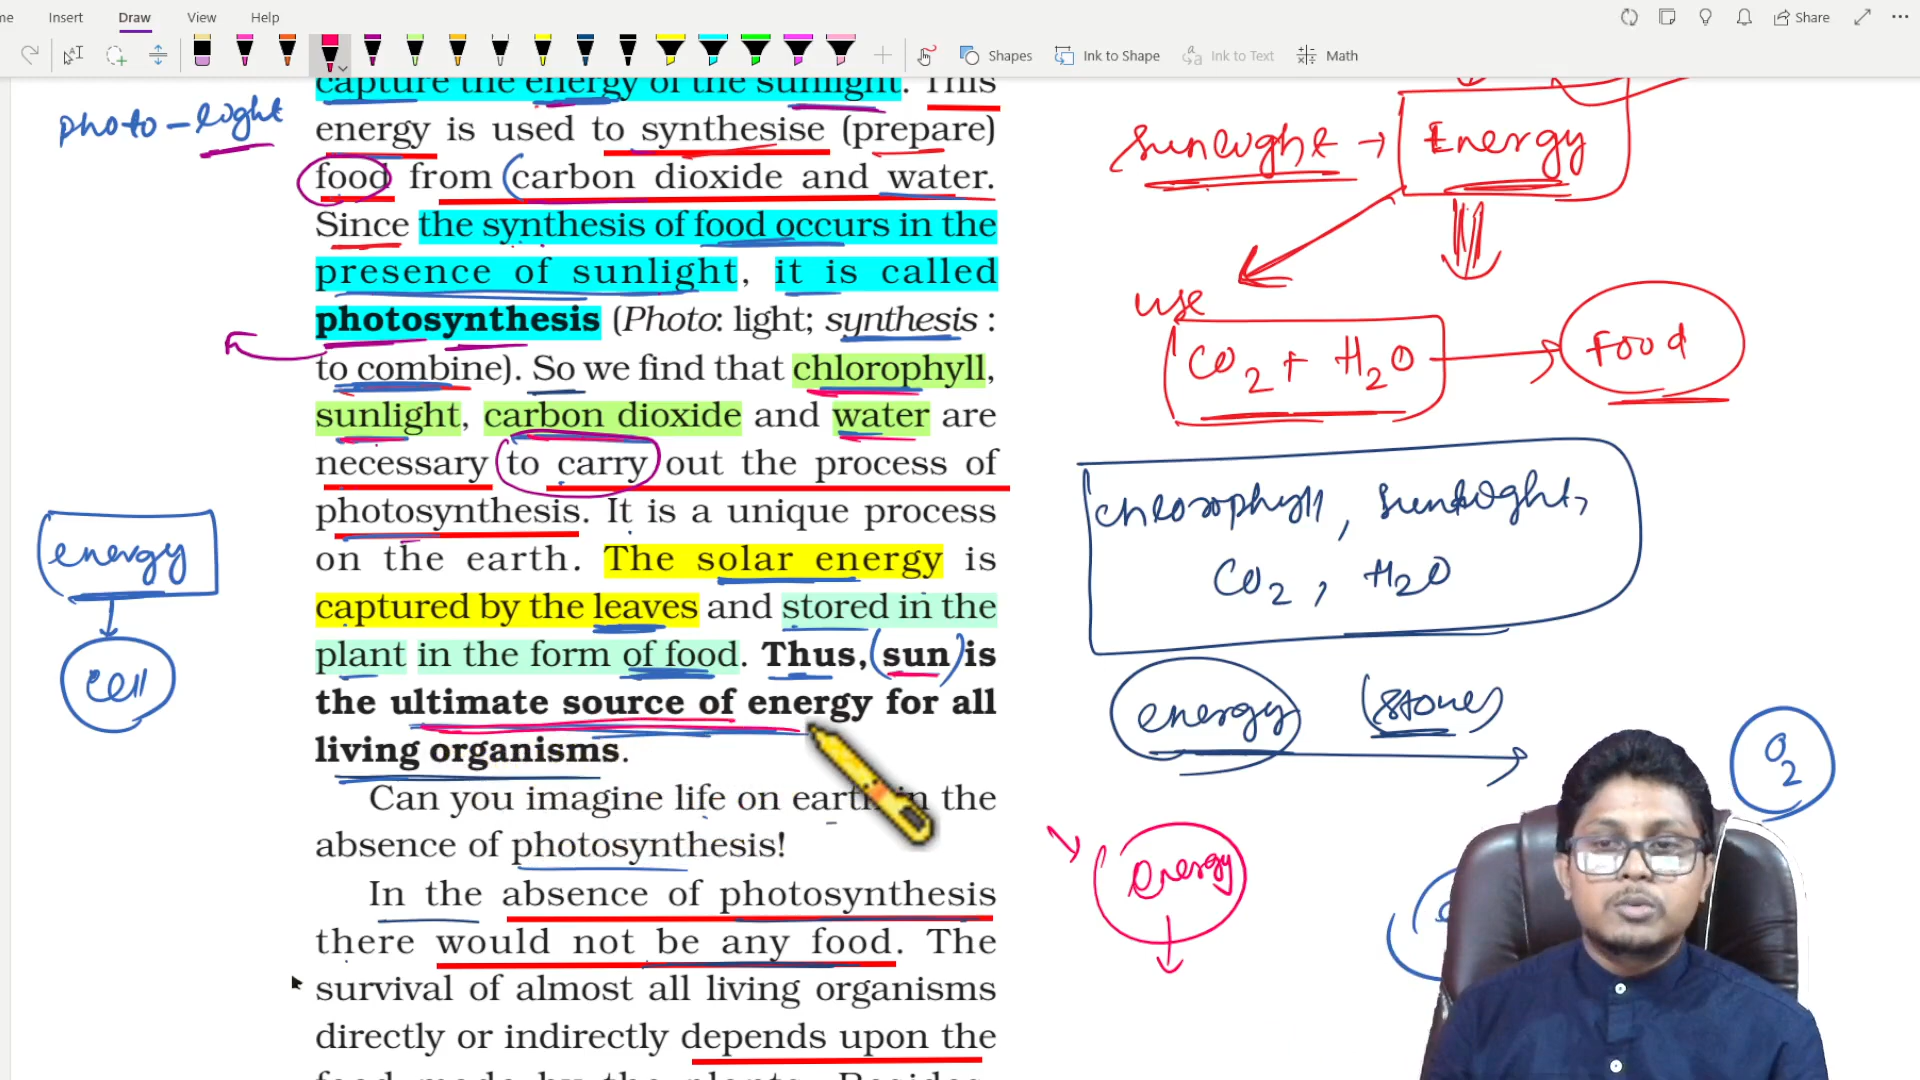 Insert Draw View Help
Share
Shapes Ink to Shape Ink to Text Math
capture the energy of the sunlight. This
energy is used to synthesise (prepare)
food from carbon dioxide and water.
Since the synthesis of food occurs in the
presence of sunlight, it is called
photosynthesis (Photo: light; synthesis :
to combine). So we find that chlorophyll,
sunlight, carbon dioxide and water are
necessary to carry out the process of
photosynthesis. It is a unique process
on the earth. The solar energy is
captured by the leaves and stored in the
plant in the form of food. Thus, sun is
the ultimate source of energy for all
living organisms.
Can you imagine life on earth in the
absence of photosynthesis!
In the absence of photosynthesis
there would not be any food. The
survival of almost all living organisms
directly or indirectly depends upon the
food made by the plants. Besides,
photo - light
energy
cell
sunlight → Energy
use
CO2 + H2O
Food
chlorophyll, sunlight,
CO2, H2O
energy (store)
O2
energy